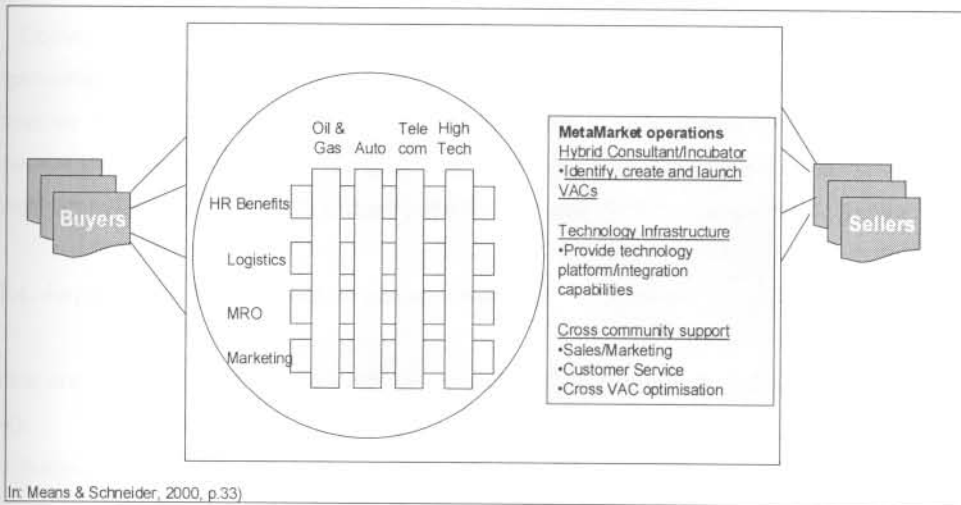 Oil & Gas
Auto
Tele com
High Tech
HR Benefits
Logistics
MRO
Marketing
Buyers
MetaMarket operations
Hybrid Consultant/Incubator
•Identify, create and launch
VACs
Technology Infrastructure
•Provide technology
platform/integration
capabilities
Cross community support
•Sales/Marketing
•Customer Service
•Cross VAC optimisation
Sellers
In: Means & Schneider, 2000, p.33)